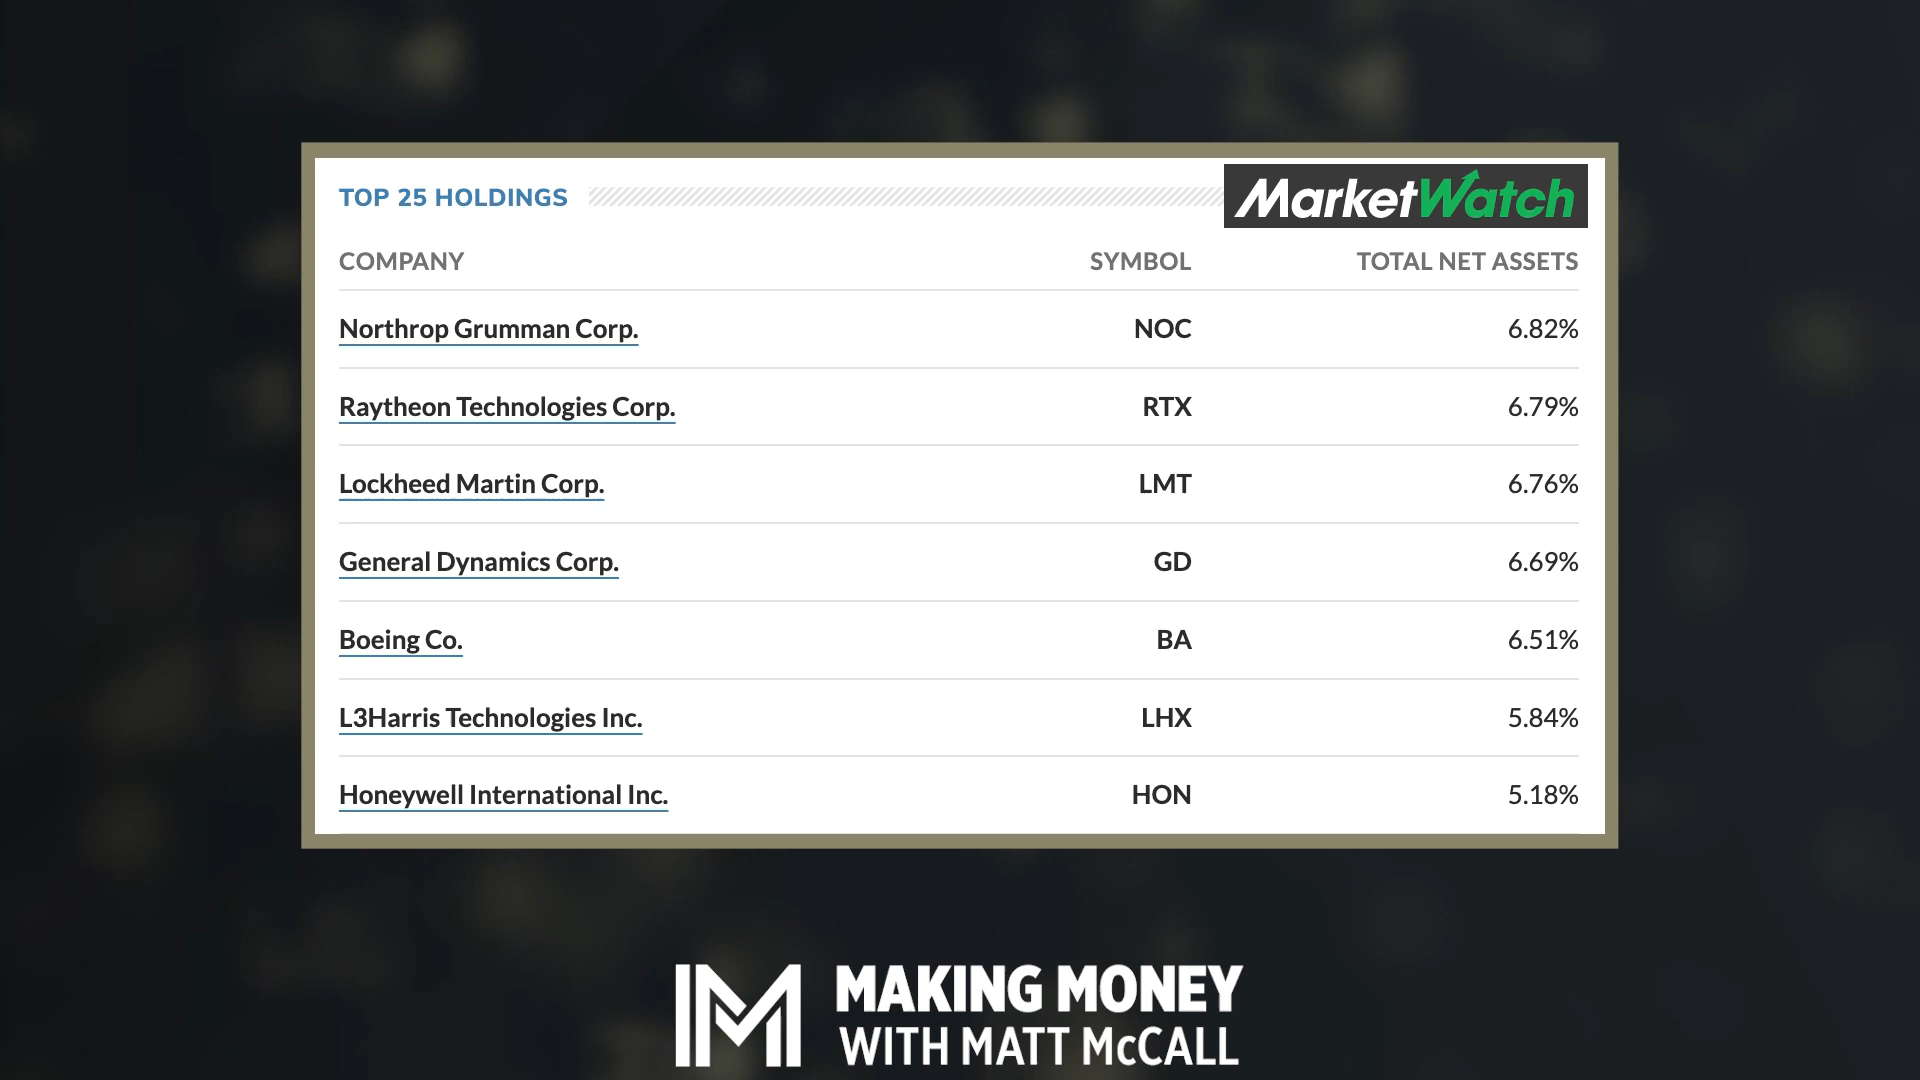 TOP 25 HOLDINGS
MarketWatch
COMPANY SYMBOL TOTAL NET ASSETS
Northrop Grumman Corp. NOC 6.82%
Raytheon Technologies Corp. RTX 6.79%
Lockheed Martin Corp. LMT 6.76%
General Dynamics Corp. GD 6.69%
Boeing Co. BA 6.51%
L3Harris Technologies Inc. LHX 5.84%
Honeywell International Inc. HON 5.18%
MAKING MONEY
WITH MATT McCALL